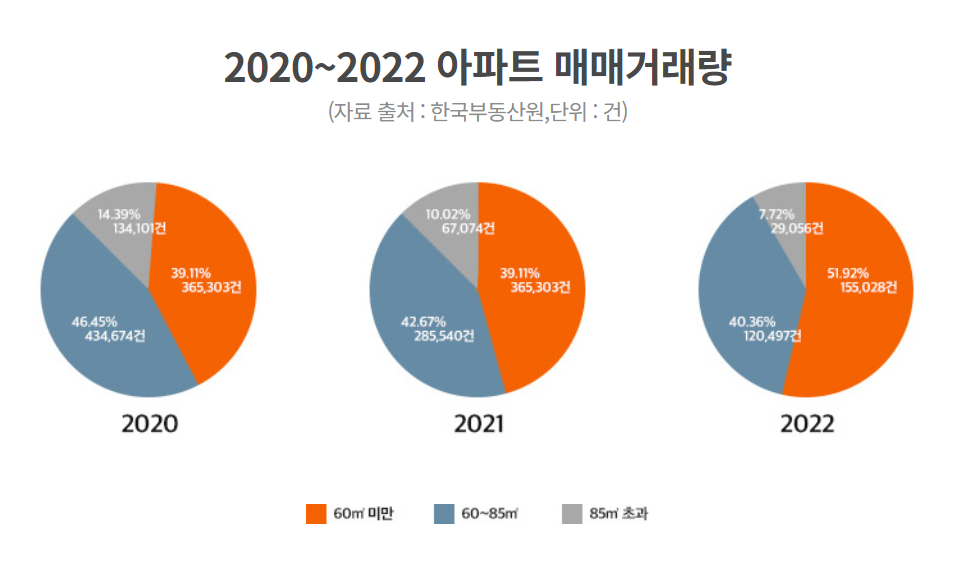 2020~2022 아파트 매매거래량
(자료 출처 : 한국부동산원,단위 : 건)
14.39%
134,101건
39.11%
365,303건
46.45%
434,674건
2020
10.02%
67,074건
39.11%
365,303건
42.67%
285,540건
2021
7.72%
29,056건
51.92%
155,028건
40.36%
120,497건
2022
60㎡ 미만
60~85㎡
85㎡ 초과